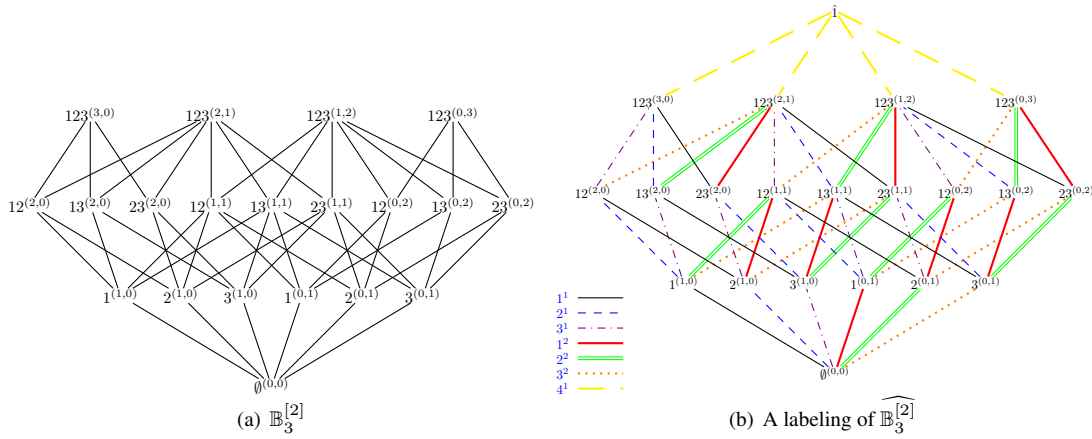 1̂
123^(3,0) 123^(2,1) 123^(1,2) 123^(0,3)
12^(2,0) 13^(2,0) 23^(2,0) 12^(1,1) 13^(1,1) 23^(1,1) 12^(0,2) 13^(0,2) 23^(0,2)
1^(1,0) 2^(1,0) 3^(1,0) 1^(0,1) 2^(0,1) 3^(0,1)
∅^(0,0)
(a) 𝔹_3^[2]
123^(3,0) 123^(2,1) 123^(1,2) 123^(0,3)
12^(2,0) 13^(2,0) 23^(2,0) 12^(1,1) 13^(1,1) 23^(1,1) 12^(0,2) 13^(0,2) 23^(0,2)
1^(1,0) 2^(1,0) 3^(1,0) 1^(0,1) 2^(0,1) 3^(0,1)
∅^(0,0)
1^1
2^1
3^1
1^2
2^2
3^2
4^1
(b) A labeling of \widehat{𝔹_3^[2]}